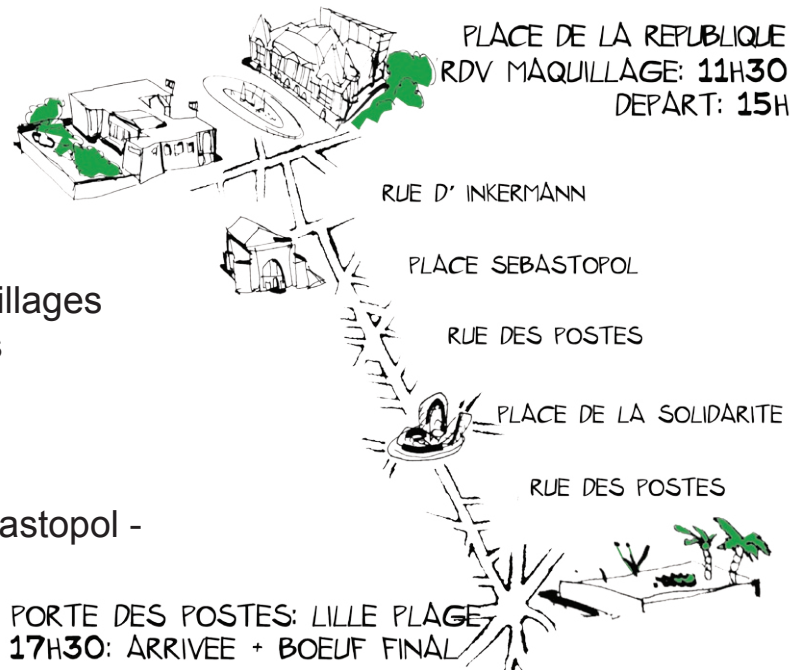 PLACE DE LA REPUBLIQUE
RDV MAQUILLAGE: 11H30
DEPART: 15H
RUE D' INKERMANN
PLACE SEBASTOPOL
illages
RUE DES POSTES
s
PLACE DE LA SOLIDARITE
RUE DES POSTES
astopol -
PORTE DES POSTES: LILLE PLAGE
17H30: ARRIVEE + BOEUF FINAL